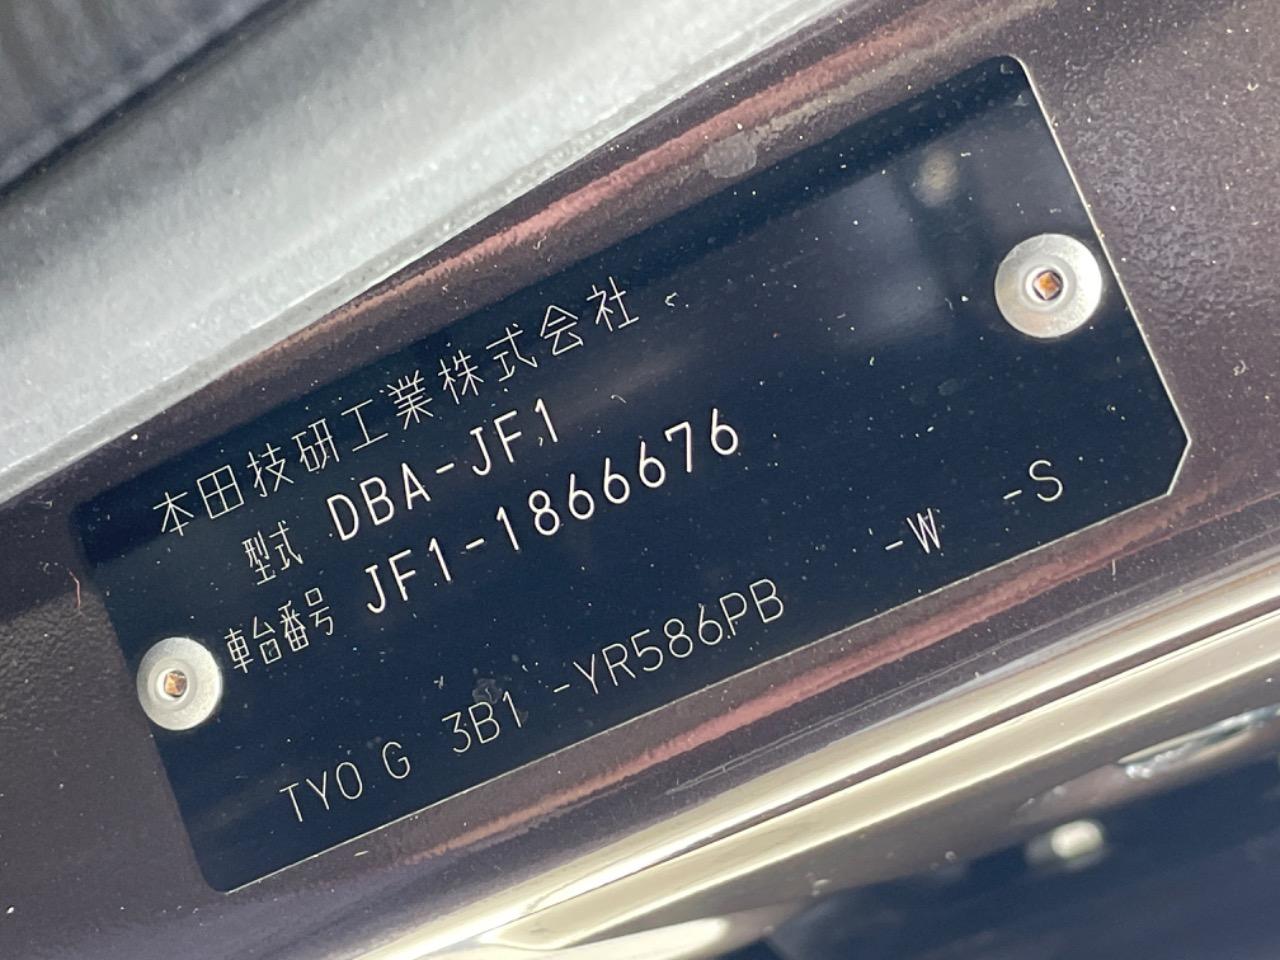 本田技研工業株式会社
型式 DBA-JF1
車台番号 JF1-1866676
TYO G 3B1 -YR586PB -W -S